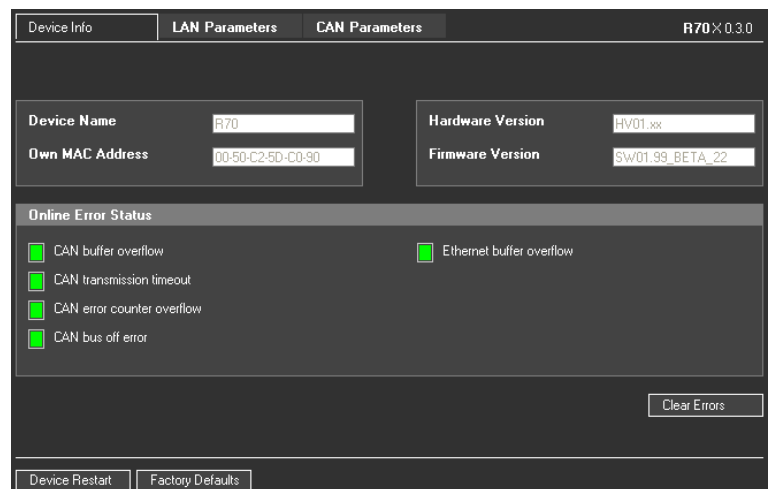 Device Info LAN Parameters CAN Parameters R70X0.3.0
Device Name R70
Own MAC Address 00-50-C2-5D-C0-90
Hardware Version HV01.xx
Firmware Version SW01.99_BETA_22
Online Error Status
CAN buffer overflow
CAN transmission timeout
CAN error counter overflow
CAN bus off error
Ethernet buffer overflow
Clear Errors
Device Restart Factory Defaults